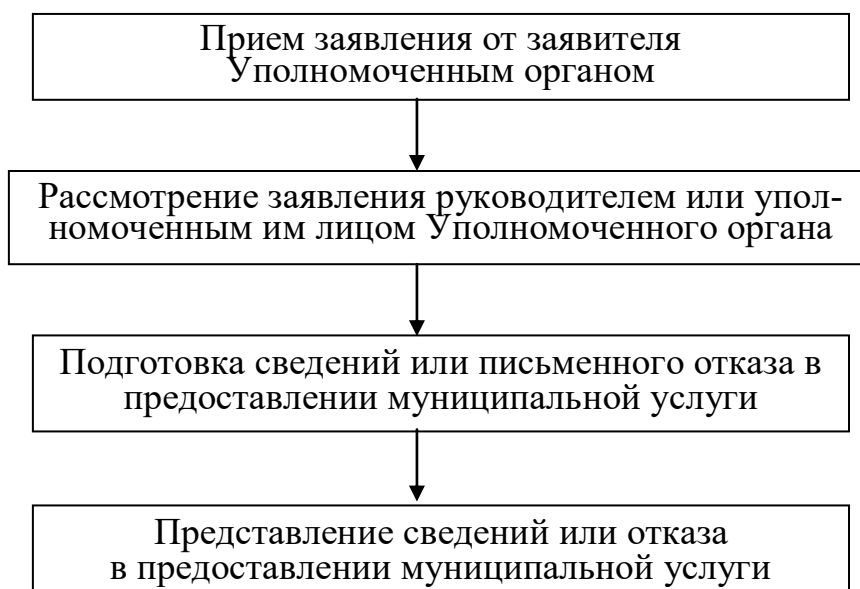 Прием заявления от заявителя
Уполномоченным органом
Рассмотрение заявления руководителем или упол-
номоченным им лицом Уполномоченного органа
Подготовка сведений или письменного отказа в
предоставлении муниципальной услуги
Представление сведений или отказа
в предоставлении муниципальной услуги